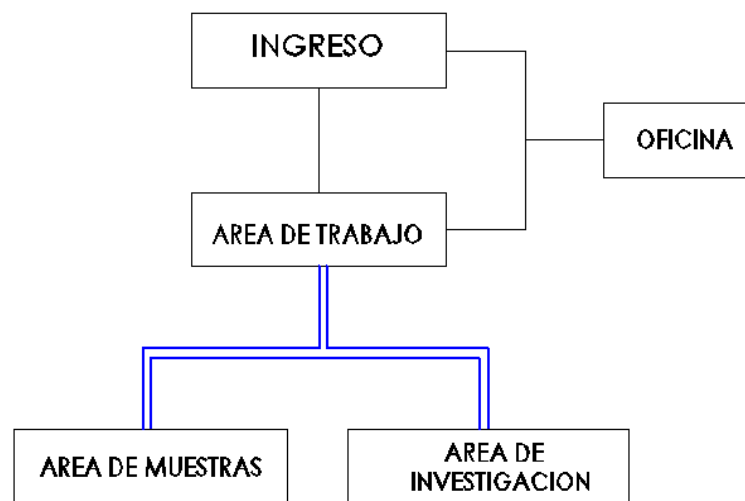 INGRESO
OFICINA
AREA DE TRABAJO
AREA DE MUESTRAS
AREA DE
INVESTIGACION